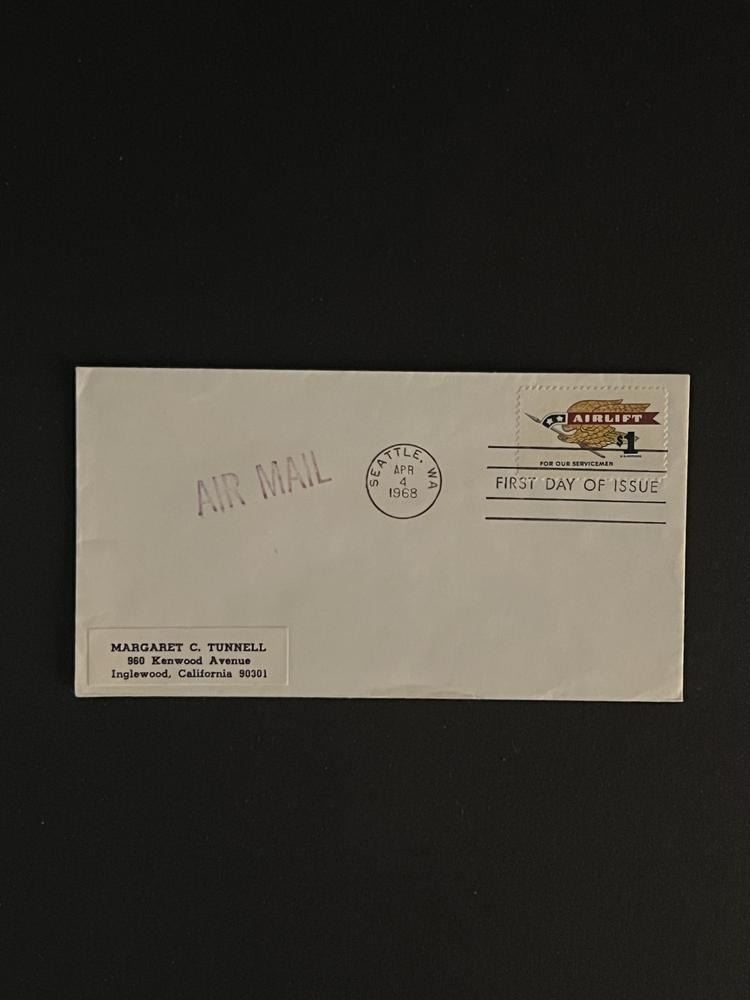 AIRLIFT
$1
FOR OUR SERVICEMEN
FIRST DAY OF ISSUE
SEATTLE, WA
APR
4
1968
AIR MAIL
MARGARET C. TUNNELL
960 Kenwood Avenue
Inglewood, California 90301